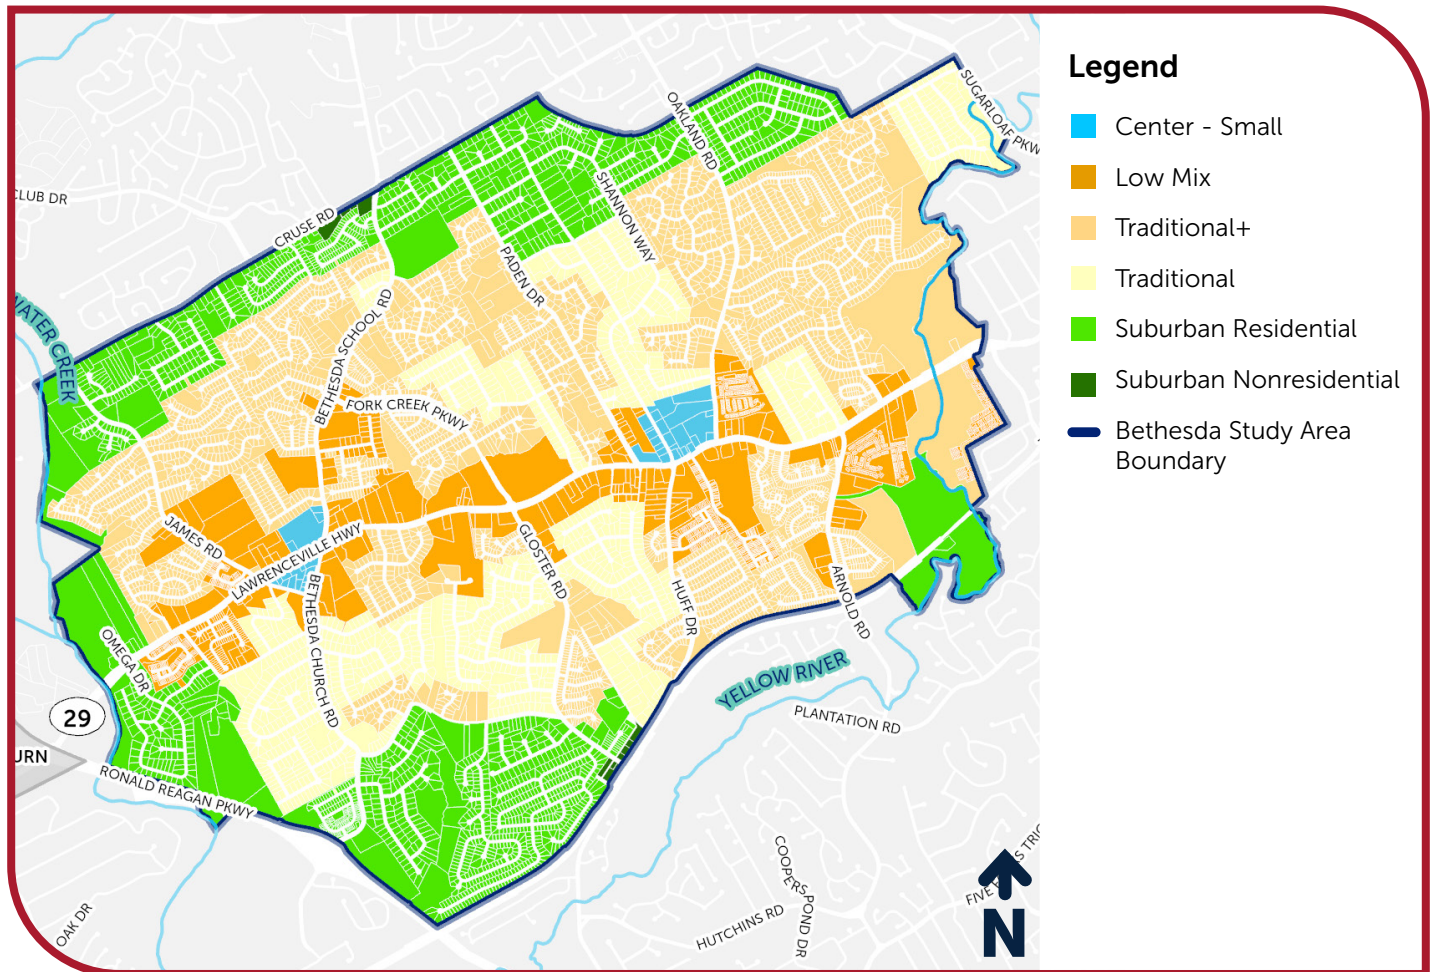 Legend
Center - Small
Low Mix
Traditional+
Traditional
Suburban Residential
Suburban Nonresidential
Bethesda Study Area
Boundary
SUGARLOAF PKW
OAKLAND RD
CLUB DR
SHANNON WAY
CRUSE RD
PADEN DR
WATER CREEK
BETHESDA SCHOOL RD
FORK CREEK PKWY
JAMES RD
LAWRENCEVILLE HWY
GLOSTER RD
BETHESDA CHURCH RD
HUFF DR
ARNOLD RD
OMEGA DR
YELLOW RIVER
29
PLANTATION RD
URN
RONALD REAGAN PKWY
COOPERS POND DR
HUTCHINS RD
OAK DR
N